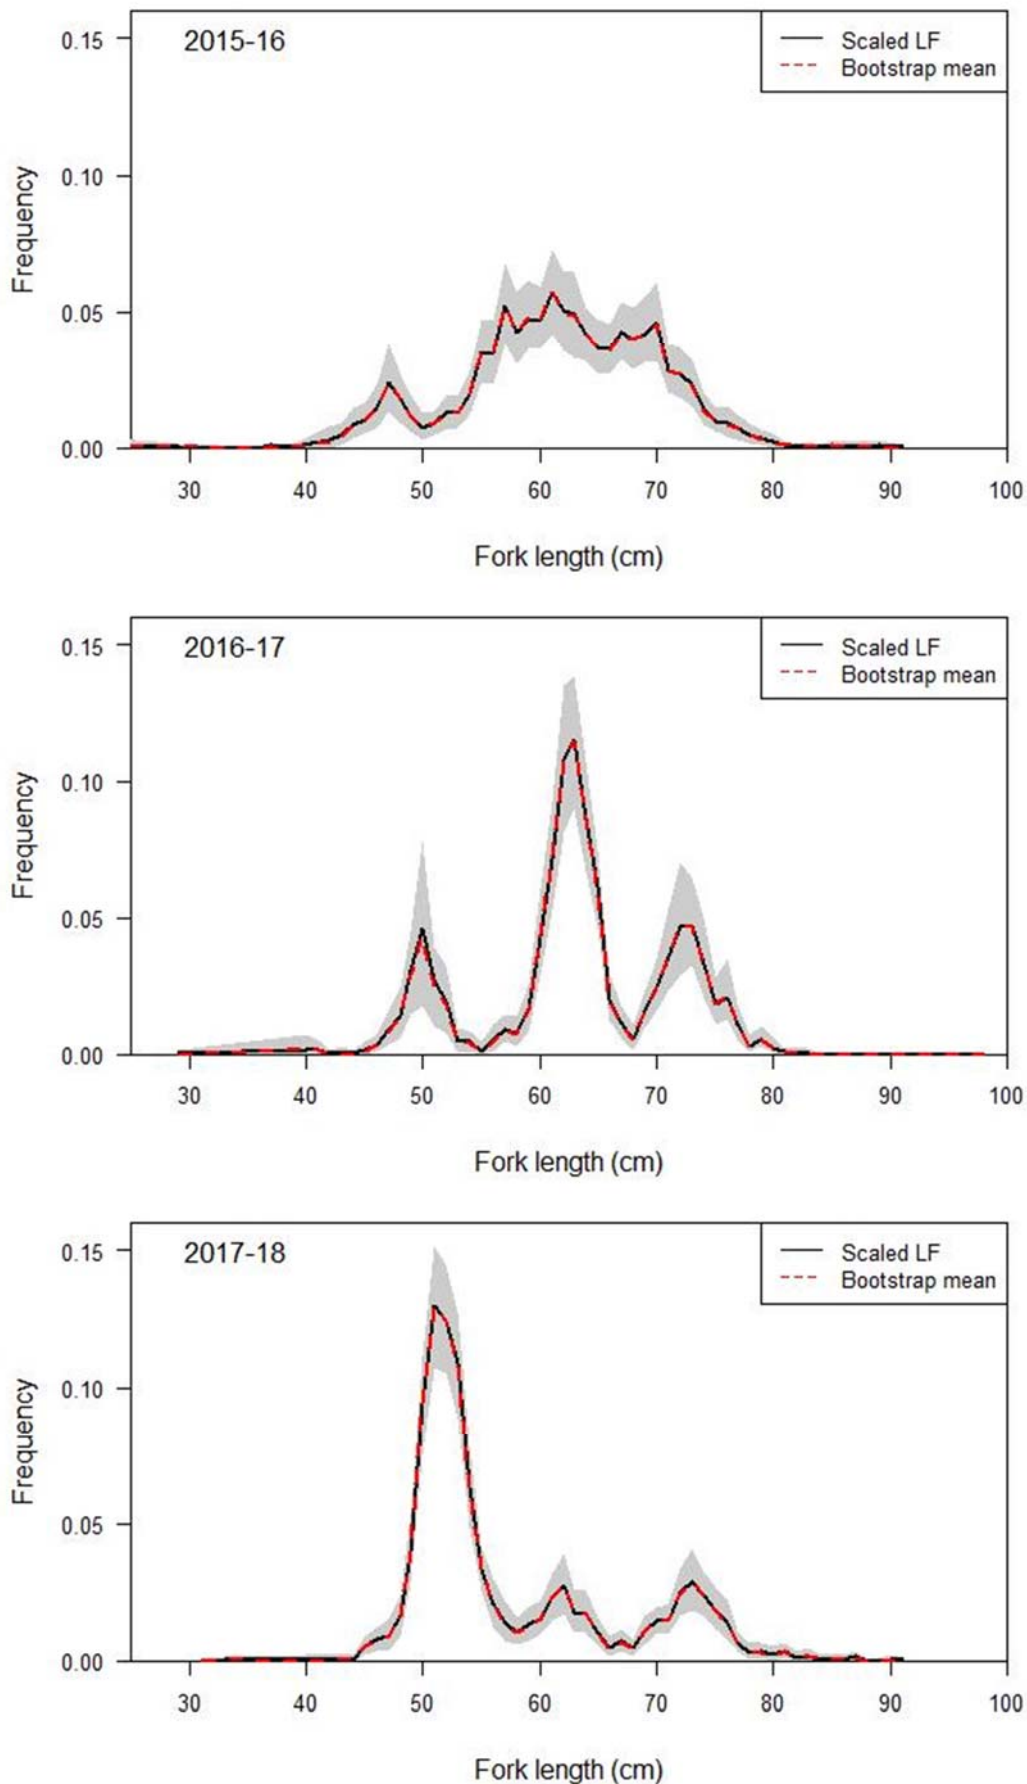 2015-16
Scaled LF
Bootstrap mean
Frequency
0.15
0.10
0.05
0.00
30 40 50 60 70 80 90 100
Fork length (cm)
2016-17
Scaled LF
Bootstrap mean
Frequency
0.15
0.10
0.05
0.00
30 40 50 60 70 80 90 100
Fork length (cm)
2017-18
Scaled LF
Bootstrap mean
Frequency
0.15
0.10
0.05
0.00
30 40 50 60 70 80 90 100
Fork length (cm)